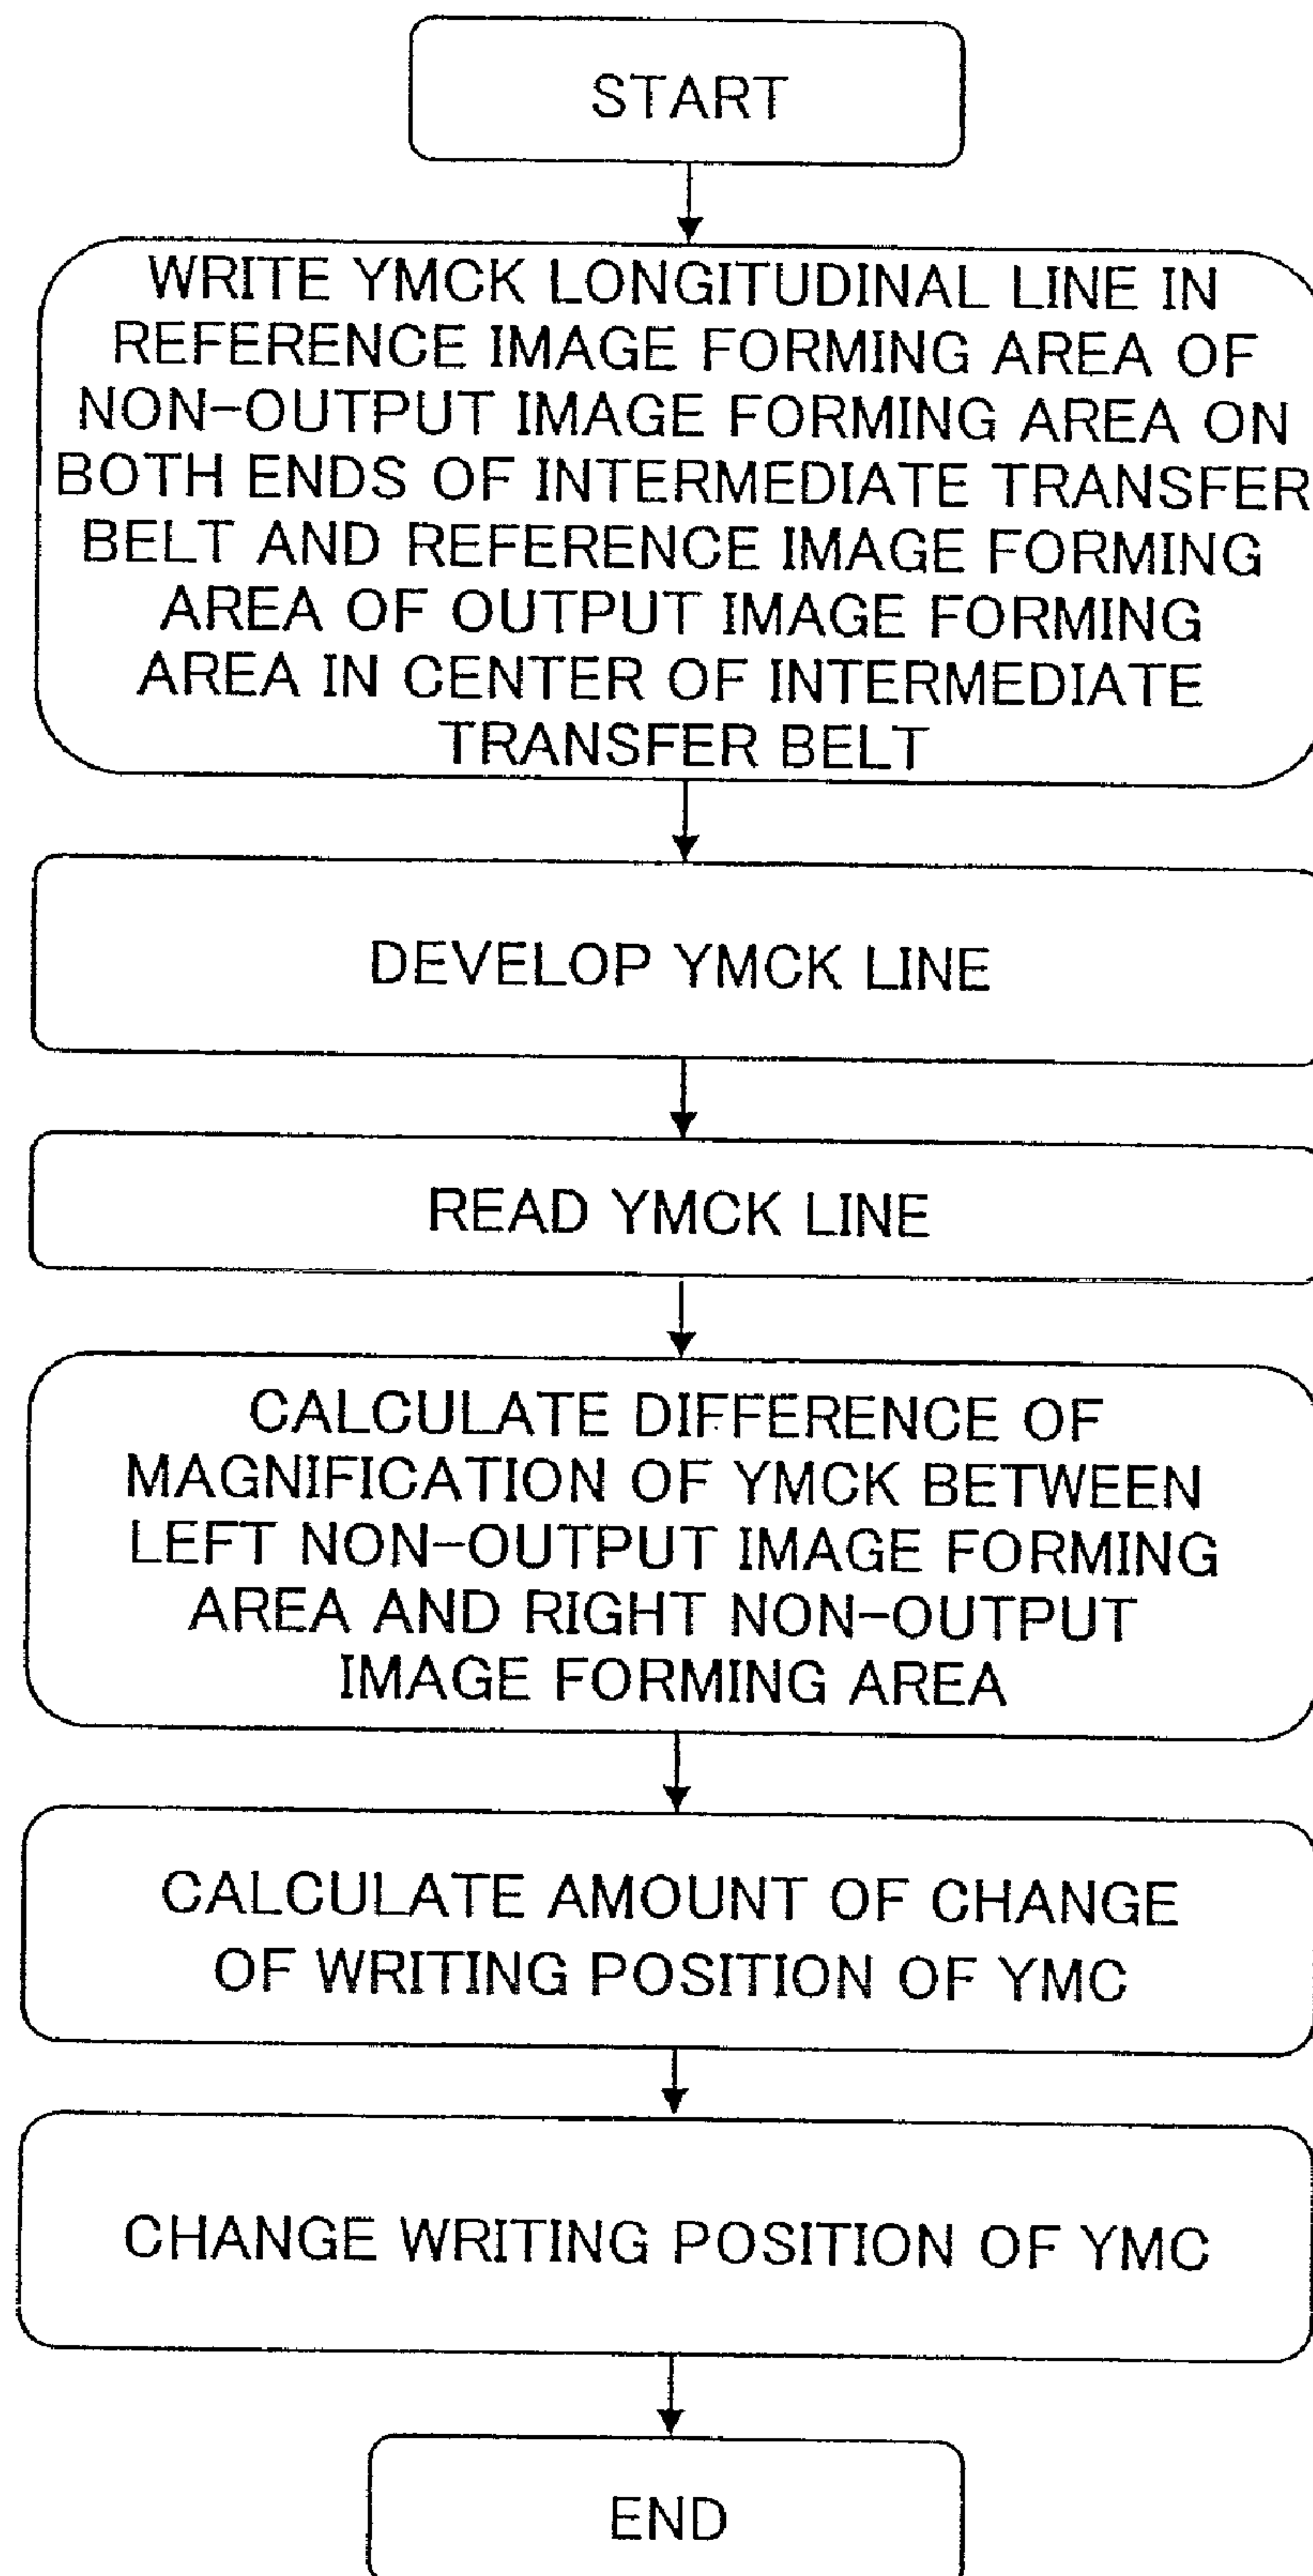 START
WRITE YMCK LONGITUDINAL LINE IN
REFERENCE IMAGE FORMING AREA OF
NON-OUTPUT IMAGE FORMING AREA ON
BOTH ENDS OF INTERMEDIATE TRANSFER
BELT AND REFERENCE IMAGE FORMING
AREA OF OUTPUT IMAGE FORMING
AREA IN CENTER OF INTERMEDIATE
TRANSFER BELT
DEVELOP YMCK LINE
READ YMCK LINE
CALCULATE DIFFERENCE OF
MAGNIFICATION OF YMCK BETWEEN
LEFT NON-OUTPUT IMAGE FORMING
AREA AND RIGHT NON-OUTPUT
IMAGE FORMING AREA
CALCULATE AMOUNT OF CHANGE
OF WRITING POSITION OF YMC
CHANGE WRITING POSITION OF YMC
END